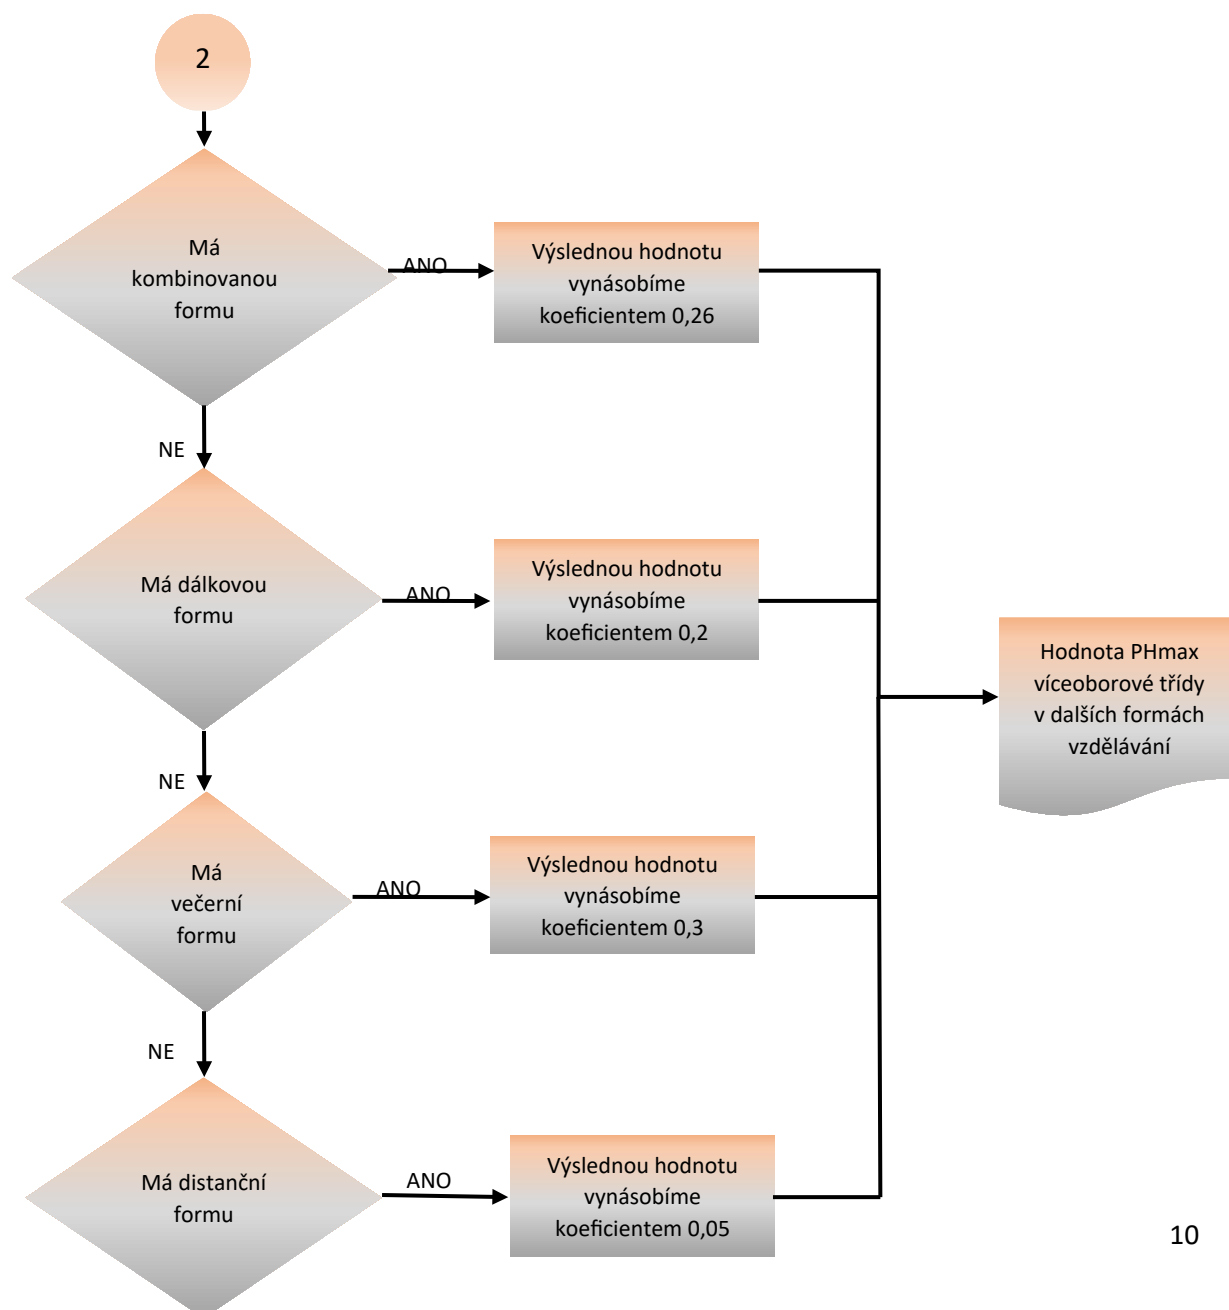 2
Má
kombinovanou
formu
ANO
Výslednou hodnotu
vynásobíme
koeficientem 0,26
NE
Má dálkovou
formu
ANO
Výslednou hodnotu
vynásobíme
koeficientem 0,2
Hodnota PHmax
víceoborové třídy
v dalších formách
vzdělávání
NE
Má
večerní
formu
ANO
Výslednou hodnotu
vynásobíme
koeficientem 0,3
NE
Má distanční
formu
ANO
Výslednou hodnotu
vynásobíme
koeficientem 0,05
10